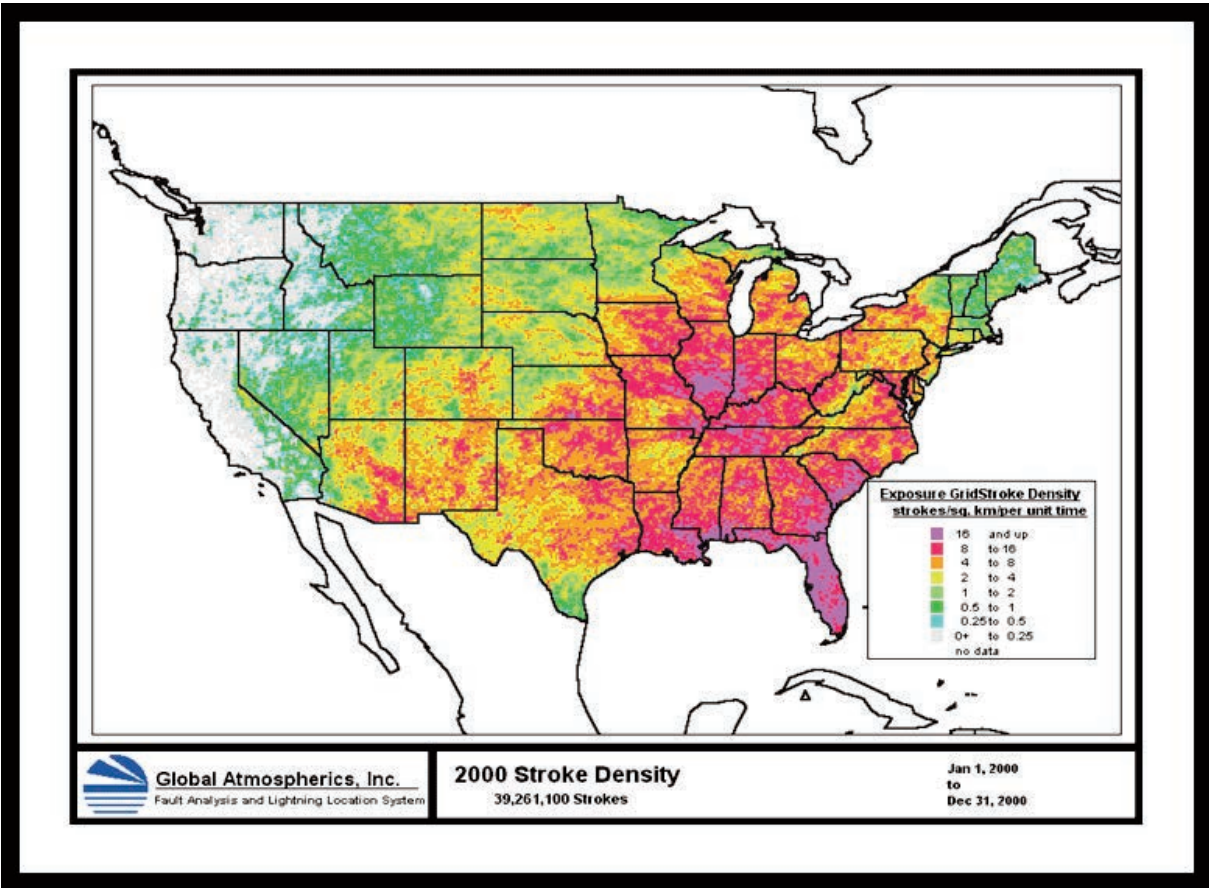 Exposure GridStroke Density
strokes/sq. km/per unit time
16 and up
8 to 16
4 to 8
2 to 4
1 to 2
0.5 to 1
0.25to 0.5
0+ to 0.25
no data
Global Atmospherics, Inc.
Fault Analysis and Lightning Location System
2000 Stroke Density
39,261,100 Strokes
Jan 1, 2000
to
Dec 31, 2000